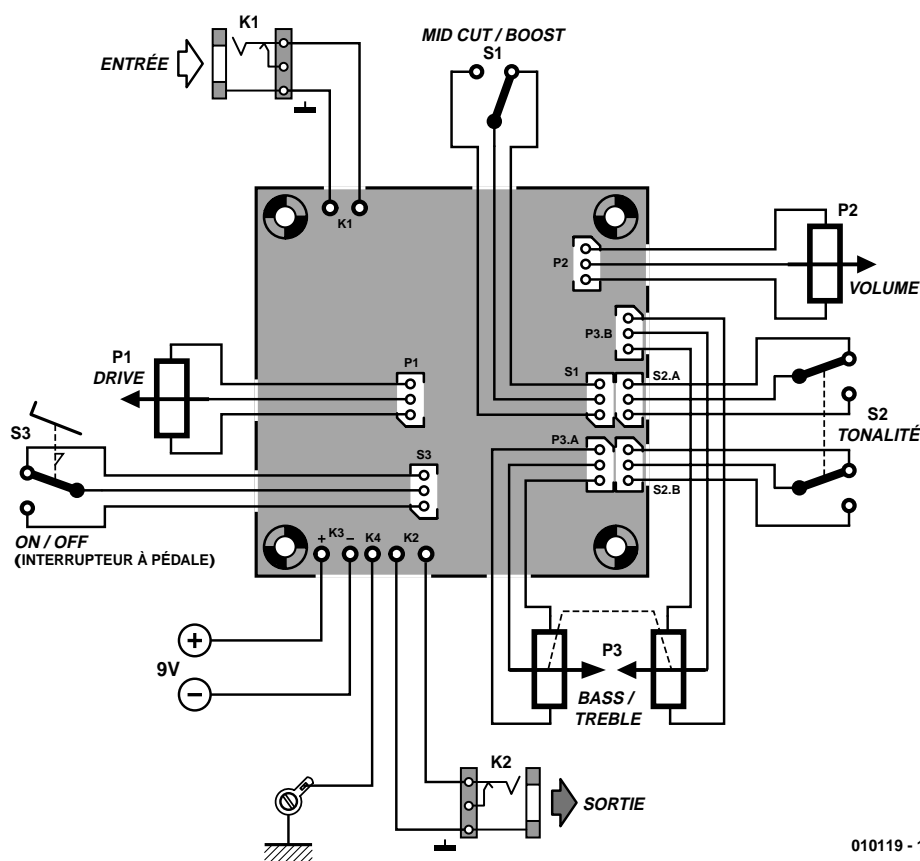 K1
ENTRÉE
MID CUT / BOOST
S1
K1
P2
P2
VOLUME
P3.B
P1
DRIVE
P1
S1
S2.A
S2
TONALITÉ
S3
S3
P3.A
S2.B
ON / OFF
(INTERRUPTEUR À PÉDALE)
+ K3 – K4 K2
+
9V
–
P3
BASS /
TREBLE
K2
SORTIE
010119 -